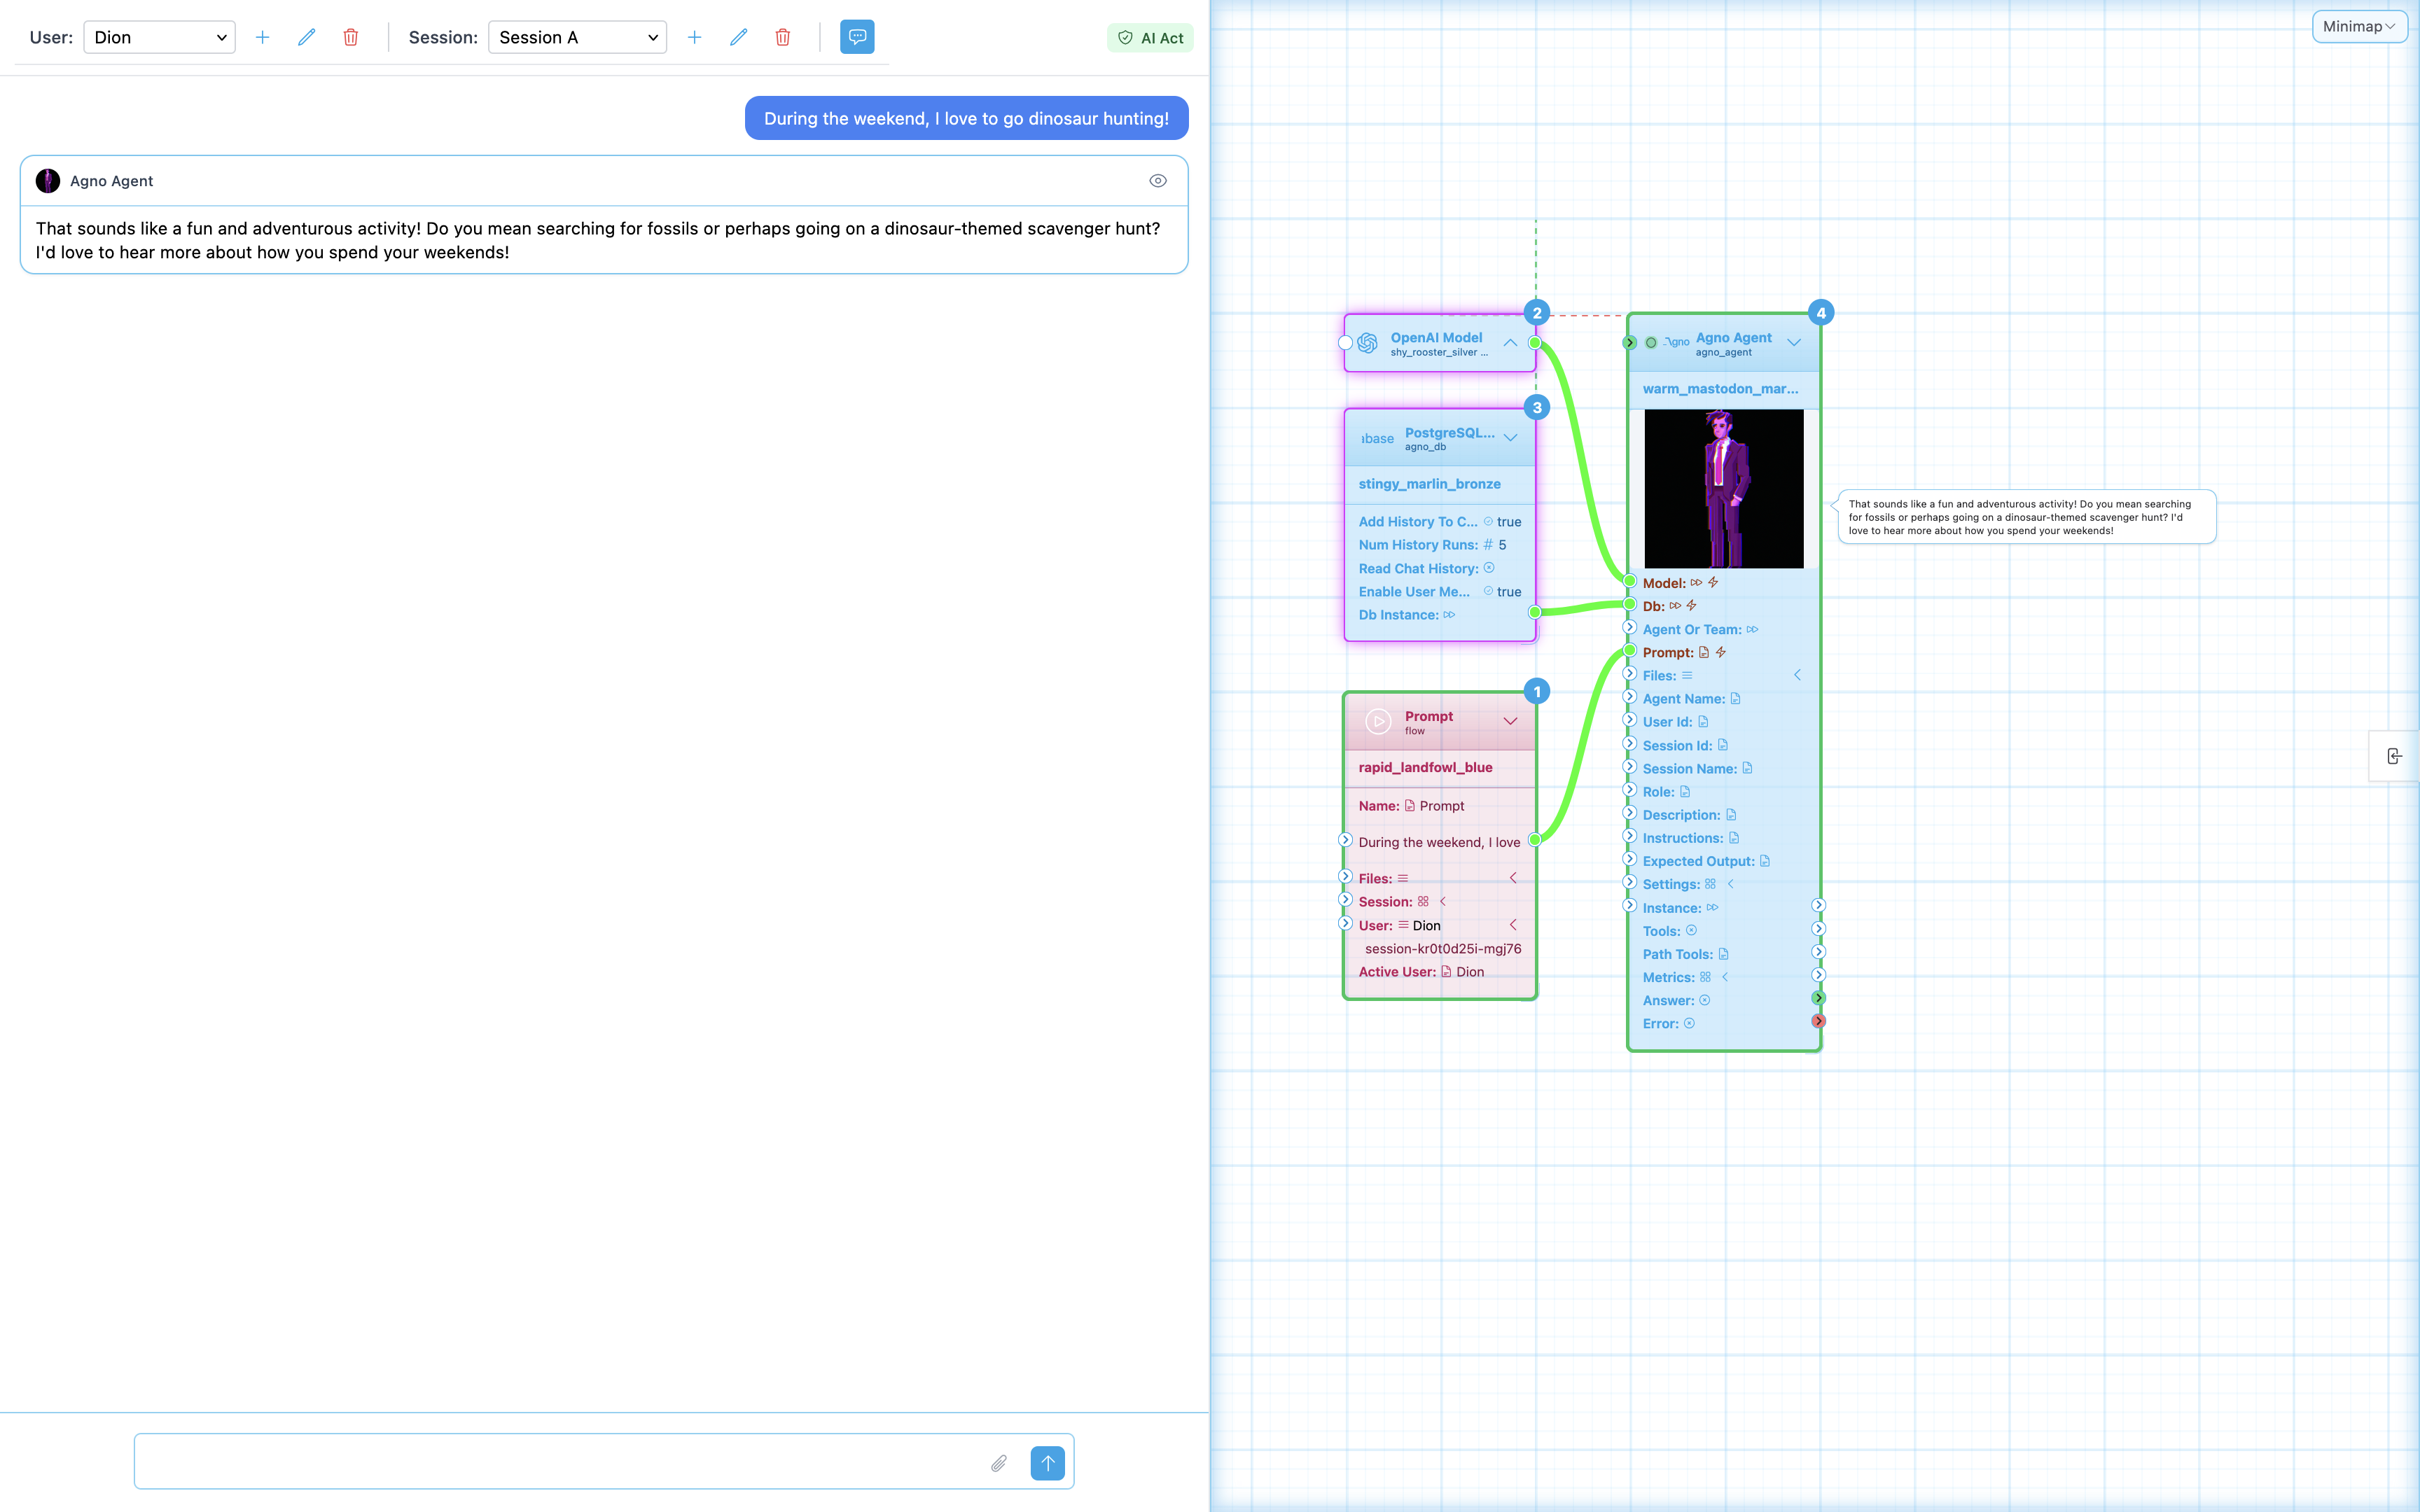 User: Dion Session: Session A AI Act
During the weekend, I love to go dinosaur hunting!
Agno Agent
That sounds like a fun and adventurous activity! Do you mean searching for fossils or perhaps going on a dinosaur-themed scavenger hunt?
I'd love to hear more about how you spend your weekends!
Minimap
2
OpenAI Model
shy_rooster_silver ...
3
abase PostgreSQL...
agno_db
stingy_marlin_bronze
Add History To C... true
Num History Runs: # 5
Read Chat History:
Enable User Me... true
Db Instance:
1
Prompt
flow
rapid_landfowl_blue
Name: Prompt
During the weekend, I love
Files:
Session:
User: Dion
session-kr0t0d25i-mgj76
Active User: Dion
4
Agno Agent
agno_agent
warm_mastodon_mar...
Model:
Db:
Agent Or Team:
Prompt:
Files:
Agent Name:
User Id:
Session Id:
Session Name:
Role:
Description:
Instructions:
Expected Output:
Settings:
Instance:
Tools:
Path Tools:
Metrics:
Answer:
Error:
That sounds like a fun and adventurous activity! Do you mean searching
for fossils or perhaps going on a dinosaur-themed scavenger hunt? I'd
love to hear more about how you spend your weekends!